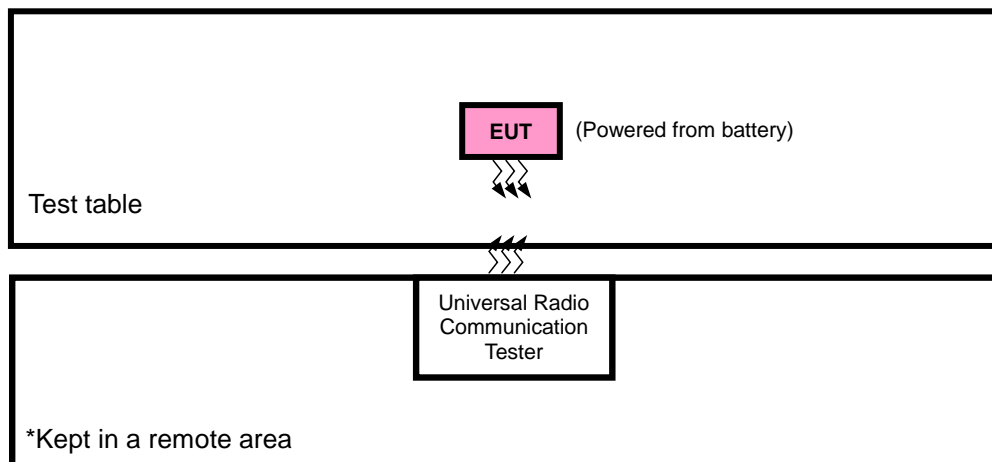 EUT
(Powered from battery)
Test table
Universal Radio
Communication
Tester
*Kept in a remote area